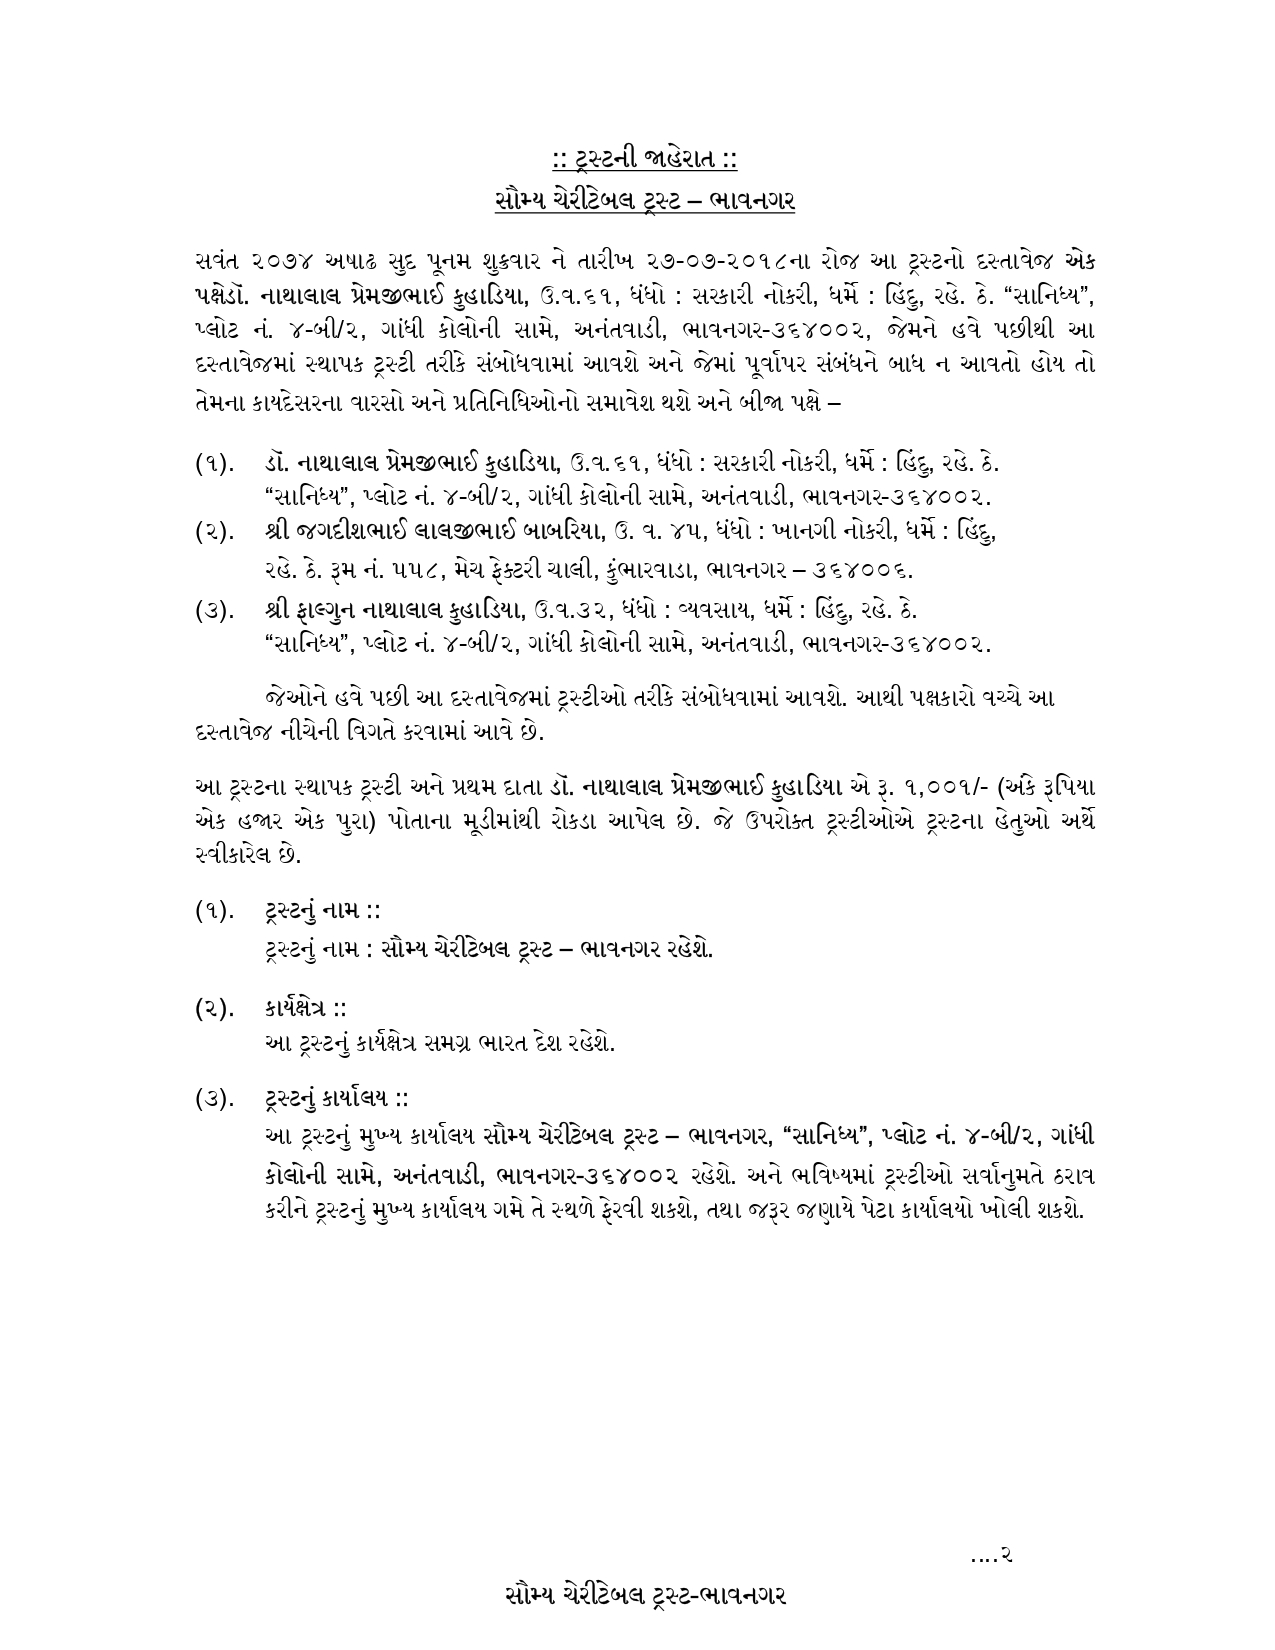 :: ટ્રસ્ટની જાહેરાત ::
સૌમ્ય ચેરીટેબલ ટ્રસ્ટ – ભાવનગર
સવંત ૨૦૭૪ અષાઢ સુદ પૂનમ શુક્રવાર ને તારીખ ૨૭-૦૭-૨૦૧૮ના રોજ આ ટ્રસ્ટનો દસ્તાવેજ એક
પક્ષેડૉ. નાથાલાલ પ્રેમજીભાઈ કુહાડિયા, ઉ.વ.૬૧, ધંધો : સરકારી નોકરી, ધર્મે : હિંદુ, રહે. ઠે. “સાનિધ્ય”,
પ્લોટ નં. ૪-બી/૨, ગાંધી કોલોની સામે, અનંતવાડી, ભાવનગર-૩૬૪૦૦૨, જેમને હવે પછીથી આ
દસ્તાવેજમાં સ્થાપક ટ્રસ્ટી તરીકે સંબોધવામાં આવશે અને જેમાં પૂર્વાપર સંબંધને બાધ ન આવતો હોય તો
તેમના કાયદેસરના વારસો અને પ્રતિનિધિઓનો સમાવેશ થશે અને બીજા પક્ષે –
(૧). ડૉ. નાથાલાલ પ્રેમજીભાઈ કુહાડિયા, ઉ.વ.૬૧, ધંધો : સરકારી નોકરી, ધર્મે : હિંદુ, રહે. ઠે.
“સાનિધ્ય”, પ્લોટ નં. ૪-બી/૨, ગાંધી કોલોની સામે, અનંતવાડી, ભાવનગર-૩૬૪૦૦૨.
(૨). શ્રી જગદીશભાઈ લાલજીભાઈ બાબરિયા, ઉ. વ. ૪૫, ધંધો : ખાનગી નોકરી, ધર્મે : હિંદુ,
રહે. ઠે. રૂમ નં. ૫૫૮, મેચ ફેક્ટરી ચાલી, કુંભારવાડા, ભાવનગર – ૩૬૪૦૦૬.
(૩). શ્રી ફાલ્ગુન નાથાલાલ કુહાડિયા, ઉ.વ.૩૨, ધંધો : વ્યવસાય, ધર્મે : હિંદુ, રહે. ઠે.
“સાનિધ્ય”, પ્લોટ નં. ૪-બી/૨, ગાંધી કોલોની સામે, અનંતવાડી, ભાવનગર-૩૬૪૦૦૨.
જેઓને હવે પછી આ દસ્તાવેજમાં ટ્રસ્ટીઓ તરીકે સંબોધવામાં આવશે. આથી પક્ષકારો વચ્ચે આ
દસ્તાવેજ નીચેની વિગતે કરવામાં આવે છે.
આ ટ્રસ્ટના સ્થાપક ટ્રસ્ટી અને પ્રથમ દાતા ડૉ. નાથાલાલ પ્રેમજીભાઈ કુહાડિયા એ રૂ. ૧,૦૦૧/- (અંકે રૂપિયા
એક હજાર એક પુરા) પોતાના મૂડીમાંથી રોકડા આપેલ છે. જે ઉપરોક્ત ટ્રસ્ટીઓએ ટ્રસ્ટના હેતુઓ અર્થે
સ્વીકારેલ છે.
(૧). ટ્રસ્ટનું નામ ::
ટ્રસ્ટનું નામ : સૌમ્ય ચેરીટેબલ ટ્રસ્ટ – ભાવનગર રહેશે.
(૨). કાર્યક્ષેત્ર ::
આ ટ્રસ્ટનું કાર્યક્ષેત્ર સમગ્ર ભારત દેશ રહેશે.
(૩). ટ્રસ્ટનું કાર્યાલય ::
આ ટ્રસ્ટનું મુખ્ય કાર્યાલય સૌમ્ય ચેરીટેબલ ટ્રસ્ટ – ભાવનગર, “સાનિધ્ય”, પ્લોટ નં. ૪-બી/૨, ગાંધી
કોલોની સામે, અનંતવાડી, ભાવનગર-૩૬૪૦૦૨ રહેશે. અને ભવિષ્યમાં ટ્રસ્ટીઓ સર્વાનુમતે ઠરાવ
કરીને ટ્રસ્ટનું મુખ્ય કાર્યાલય ગમે તે સ્થળે ફેરવી શકશે, તથા જરૂર જણાયે પેટા કાર્યાલયો ખોલી શકશે.
....૨
સૌમ્ય ચેરીટેબલ ટ્રસ્ટ-ભાવનગર